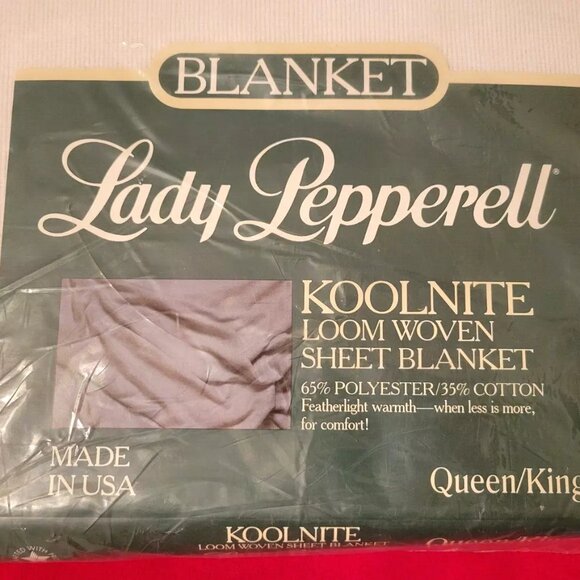 BLANKET
Lady Pepperell®
KOOLNITE
LOOM WOVEN
SHEET BLANKET
65% POLYESTER/35% COTTON
Featherlight warmth—when less is more,
for comfort!
MADE
IN USA
Queen/King
KOOLNITE
LOOM WOVEN SHEET BLANKET